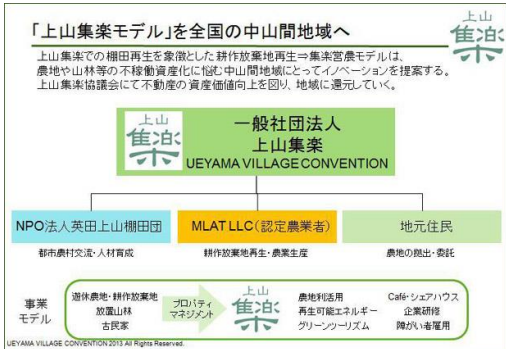 「上山集楽モデル」を全国の中山間地域へ
上山
集楽
上山集楽での棚田再生を象徴とした耕作放棄地再生⇒集楽営農モデルは、
農地や山林等の不稼働資産化に悩む中山間地域にとってイノベーションを提案する。
上山集楽協議会にて不動産の資産価値向上を図り、地域に還元していく。
上山
集楽
一般社団法人
上山集楽
UEYAMA VILLAGE CONVENTION
NPO法人英田上山棚田団
MLAT LLC(認定農業者)
地元住民
都市農村交流・人材育成
耕作放棄地再生・農業生産
農地の拠出・委託
事業
モデル
遊休農地・耕作放棄地
放置山林
古民家
プロパティ
マネジメント
上山
集楽
農地利活用
再生可能エネルギー
グリーンツーリズム
Café・シェアハウス
企業研修
障がい者雇用
UEYAMA VILLAGE CONVENTION 2013 All Rights Reserved.